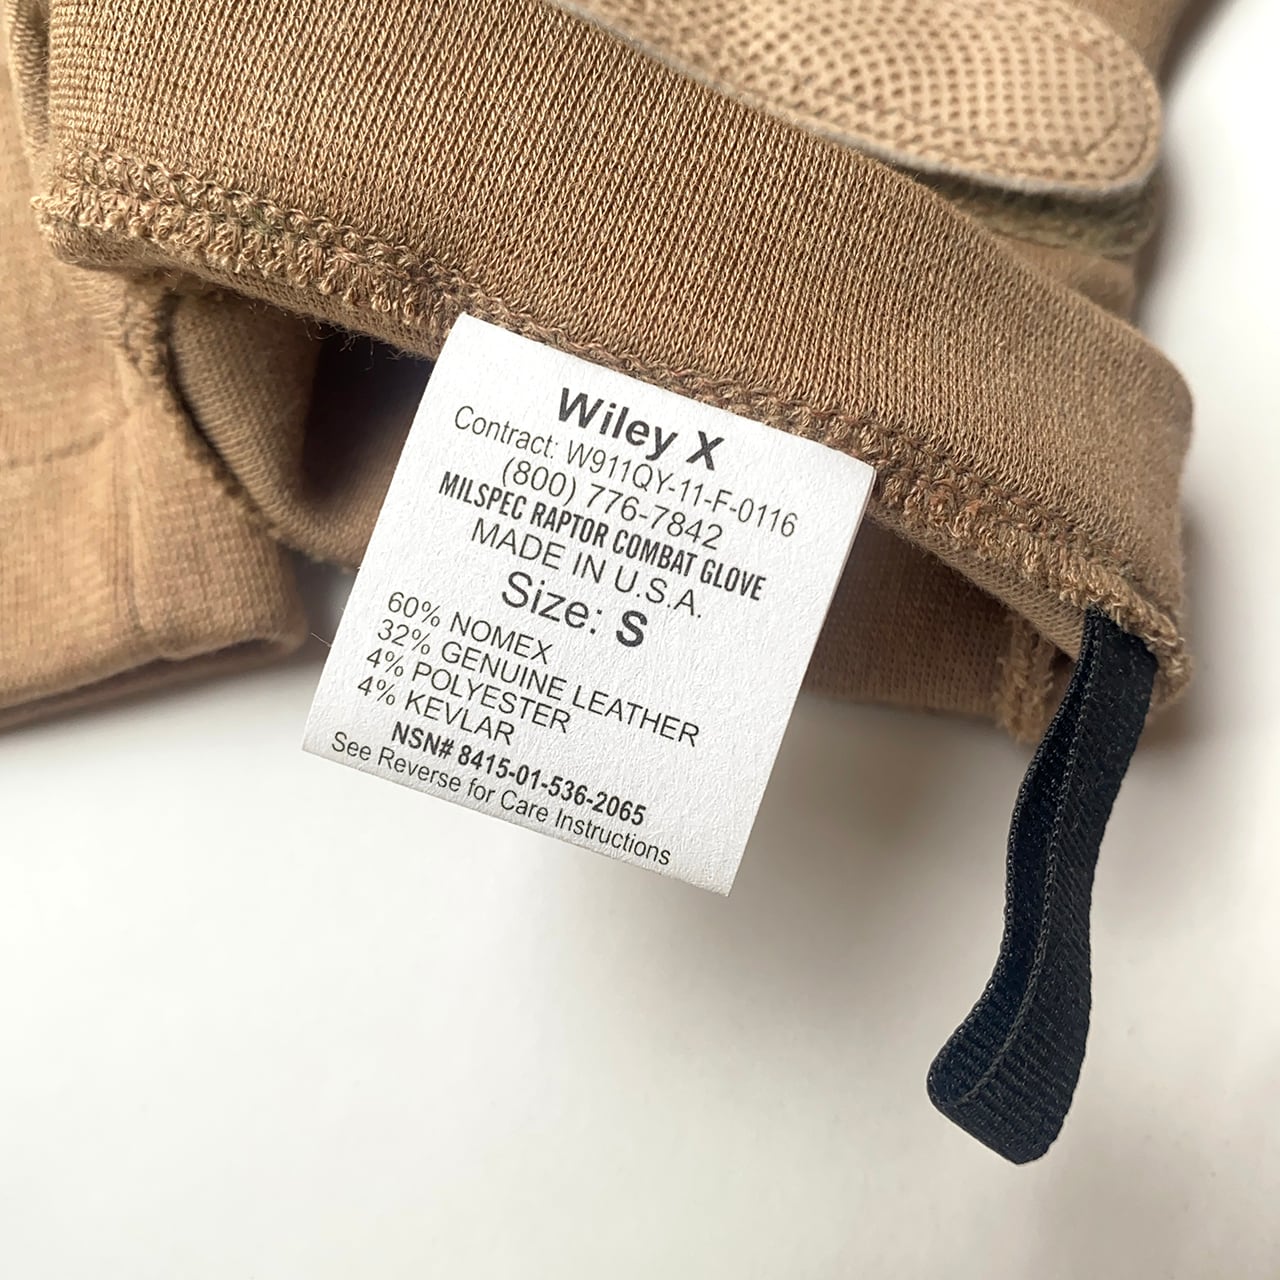 Wiley X
Contract: W911QY-11-F-0116
(800) 776-7842
MILSPEC RAPTOR COMBAT GLOVE
MADE IN U.S.A.
Size: S
60% NOMEX
32% GENUINE LEATHER
4% POLYESTER
4% KEVLAR
NSN# 8415-01-536-2065
See Reverse for Care Instructions